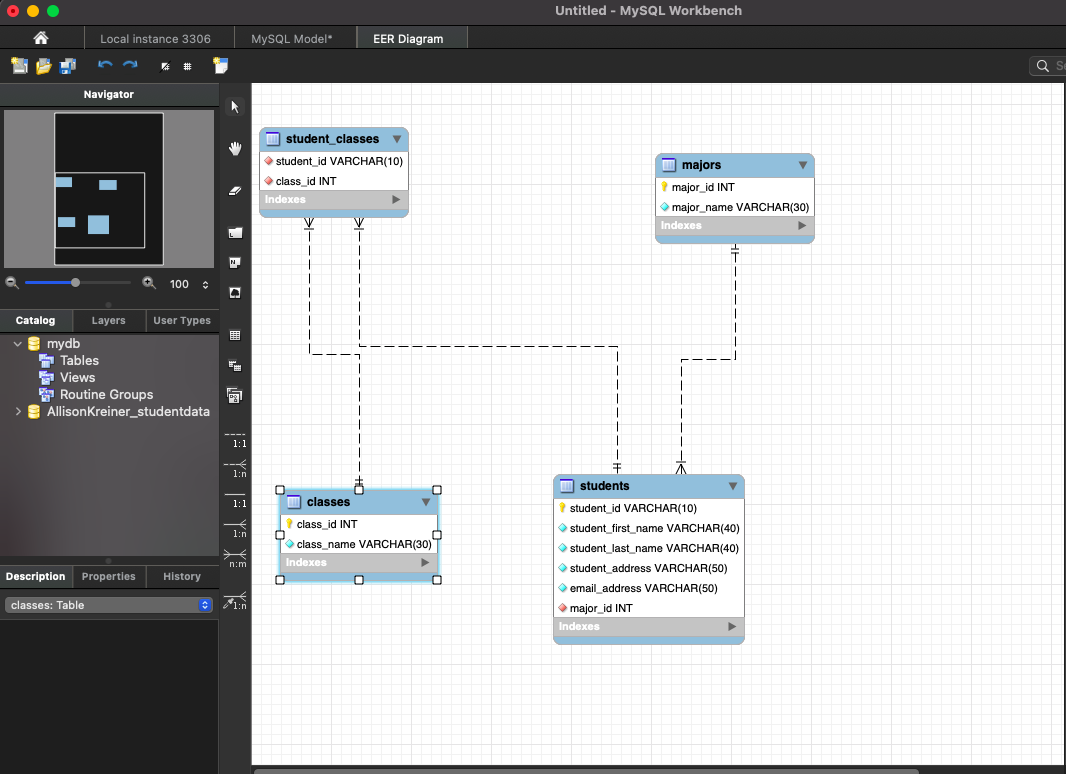 Untitled - MySQL Workbench
Local instance 3306
MySQL Model*
EER Diagram
Navigator
100
Catalog
Layers
User Types
mydb
Tables
Views
Routine Groups
AllisonKreiner_studentdata
Description
Properties
History
classes: Table
1:1
1:n
1:1
1:n
n:m
1:n
student_classes
student_id VARCHAR(10)
class_id INT
Indexes
majors
major_id INT
major_name VARCHAR(30)
Indexes
classes
class_id INT
class_name VARCHAR(30)
Indexes
students
student_id VARCHAR(10)
student_first_name VARCHAR(40)
student_last_name VARCHAR(40)
student_address VARCHAR(50)
email_address VARCHAR(50)
major_id INT
Indexes